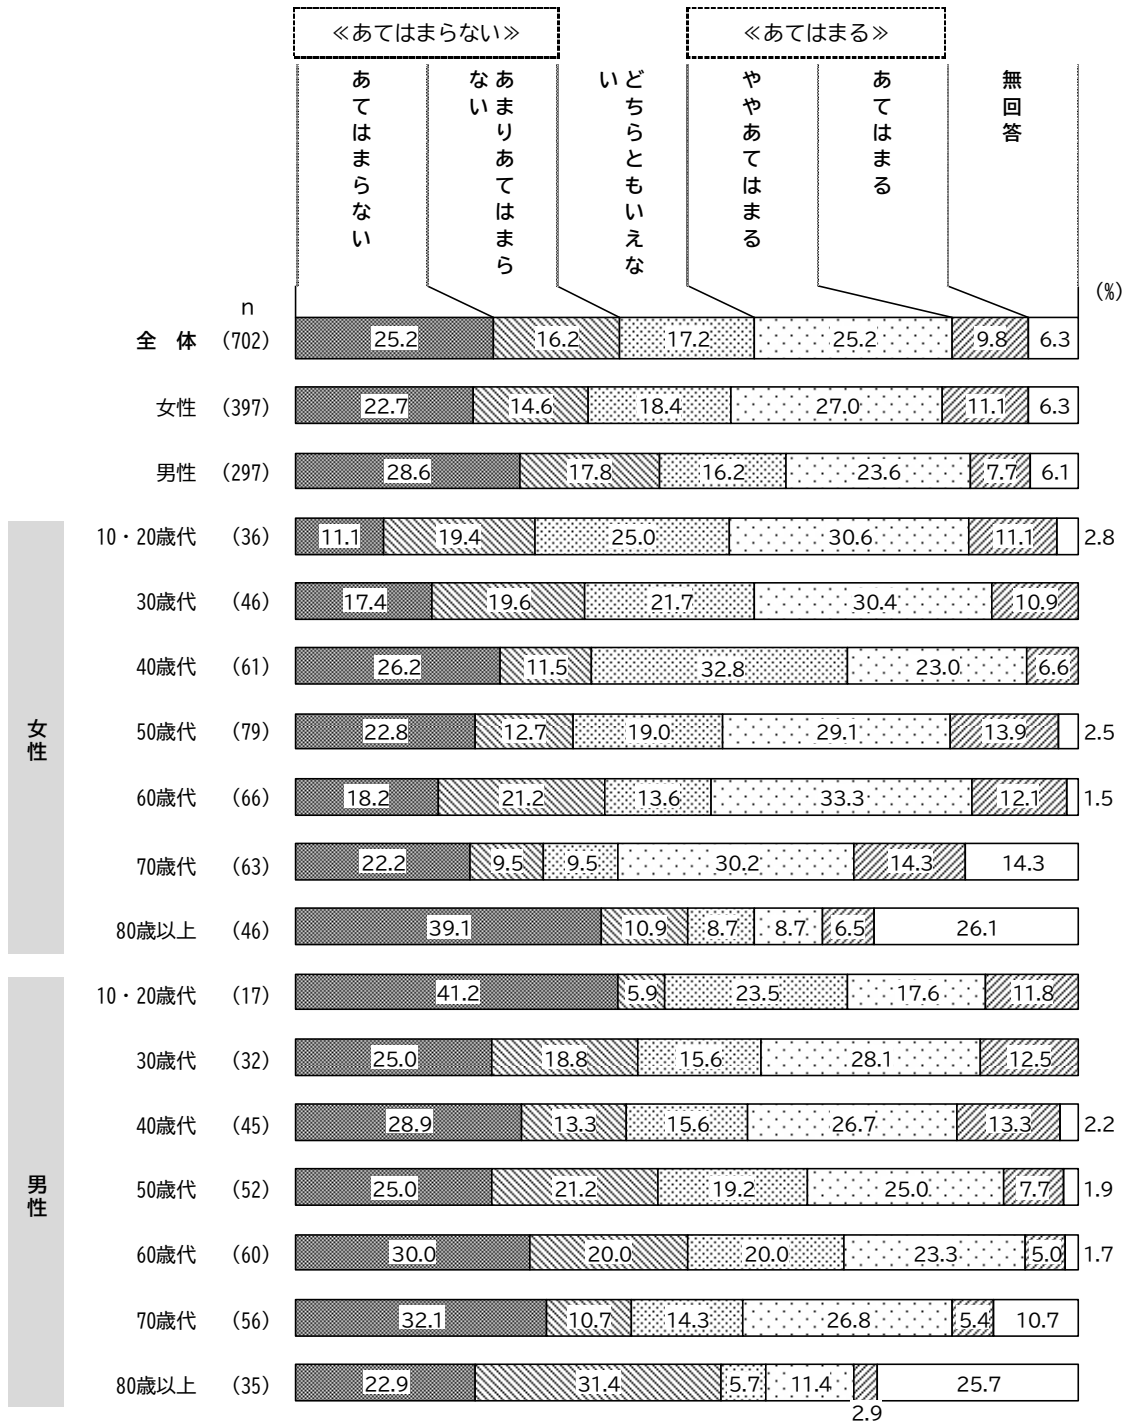 ≪あてはまらない≫ ≪あてはまる≫
あてはまらない
あまりあてはまら
ない
どちらともいえな
い
ややあてはまる
あてはまる
無回答
(%)
n
全 体 (702) 25.2 16.2 17.2 25.2 9.8 6.3
女性 (397) 22.7 14.6 18.4 27.0 11.1 6.3
男性 (297) 28.6 17.8 16.2 23.6 7.7 6.1
女性
10・20歳代 (36) 11.1 19.4 25.0 30.6 11.1 2.8
30歳代 (46) 17.4 19.6 21.7 30.4 10.9
40歳代 (61) 26.2 11.5 32.8 23.0 6.6
50歳代 (79) 22.8 12.7 19.0 29.1 13.9 2.5
60歳代 (66) 18.2 21.2 13.6 33.3 12.1 1.5
70歳代 (63) 22.2 9.5 9.5 30.2 14.3 14.3
80歳以上 (46) 39.1 10.9 8.7 8.7 6.5 26.1
男性
10・20歳代 (17) 41.2 5.9 23.5 17.6 11.8
30歳代 (32) 25.0 18.8 15.6 28.1 12.5
40歳代 (45) 28.9 13.3 15.6 26.7 13.3 2.2
50歳代 (52) 25.0 21.2 19.2 25.0 7.7 1.9
60歳代 (60) 30.0 20.0 20.0 23.3 5.0 1.7
70歳代 (56) 32.1 10.7 14.3 26.8 5.4 10.7
80歳以上 (35) 22.9 31.4 5.7 11.4 2.9 25.7